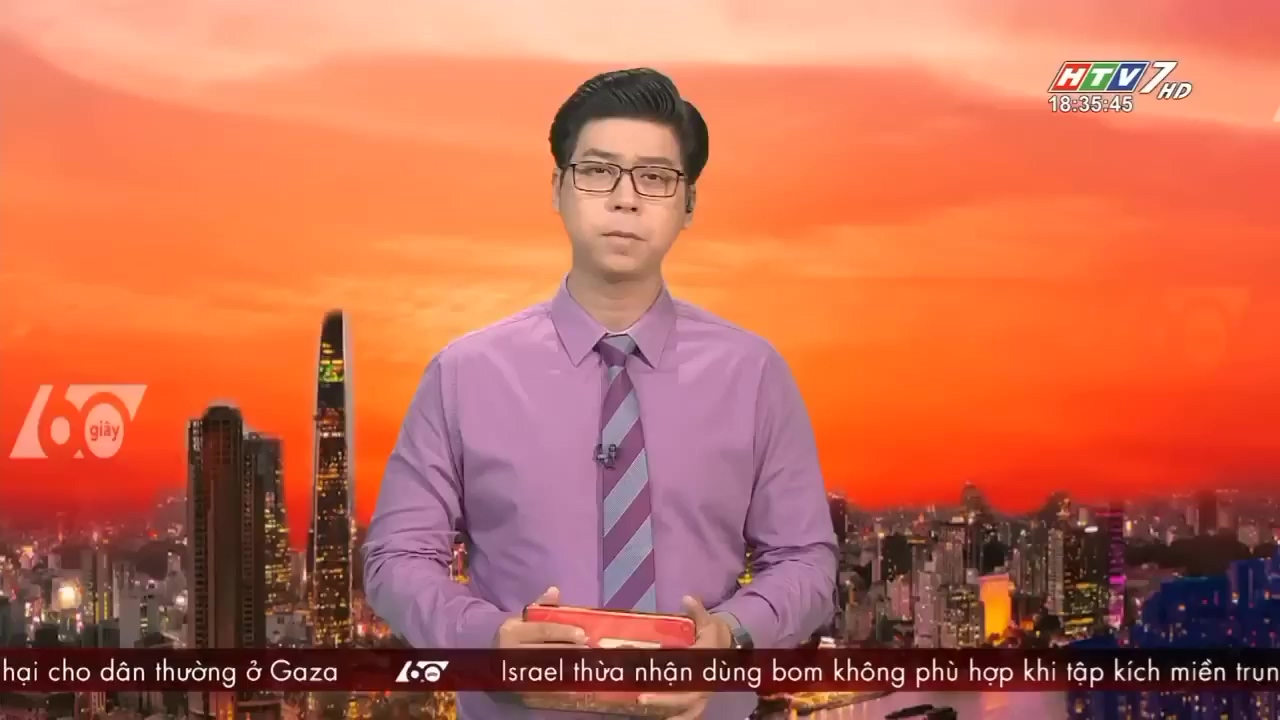 HTV7 HD
18:35:45
60 giây
hại cho dân thường ở Gaza 60 giây Israel thừa nhận dùng bom không phù hợp khi tập kích miền trun